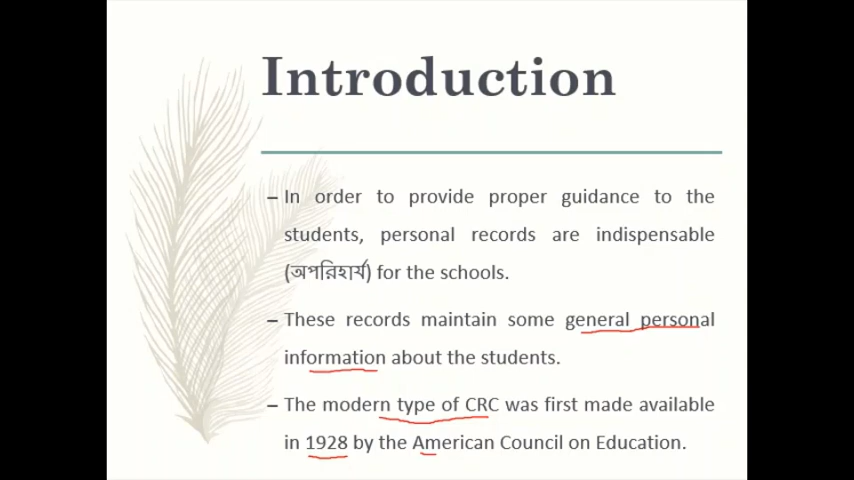 Introduction
– In order to provide proper guidance to the
students, personal records are indispensable
(অপরিহার্য) for the schools.
– These records maintain some general personal
information about the students.
– The modern type of CRC was first made available
in 1928 by the American Council on Education.